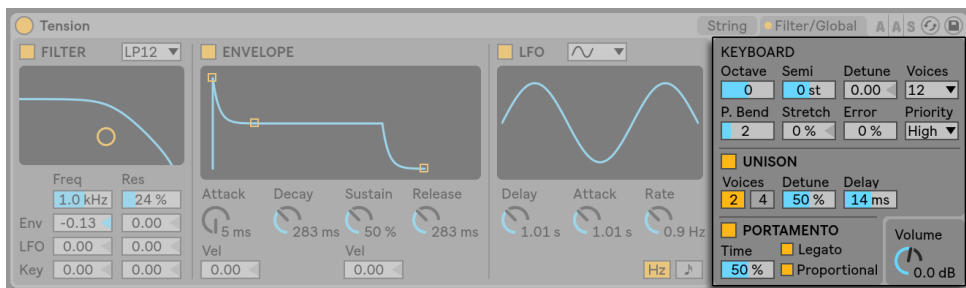 Tension
String
Filter/Global
A A S
FILTER
LP12
Freq
Res
1.0 kHz
24 %
Env
-0.13
0.00
LFO
0.00
0.00
Key
0.00
0.00
ENVELOPE
Attack
Decay
Sustain
Release
5 ms
283 ms
50 %
283 ms
Vel
Vel
0.00
0.00
LFO
Delay
Attack
Rate
1.01 s
1.01 s
0.9 Hz
Hz
KEYBOARD
Octave
Semi
Detune
Voices
0
0 st
0.00
12
P. Bend
Stretch
Error
Priority
2
0 %
0 %
High
UNISON
Voices
Detune
Delay
2
4
50 %
14 ms
PORTAMENTO
Time
Legato
50 %
Proportional
Volume
0.0 dB